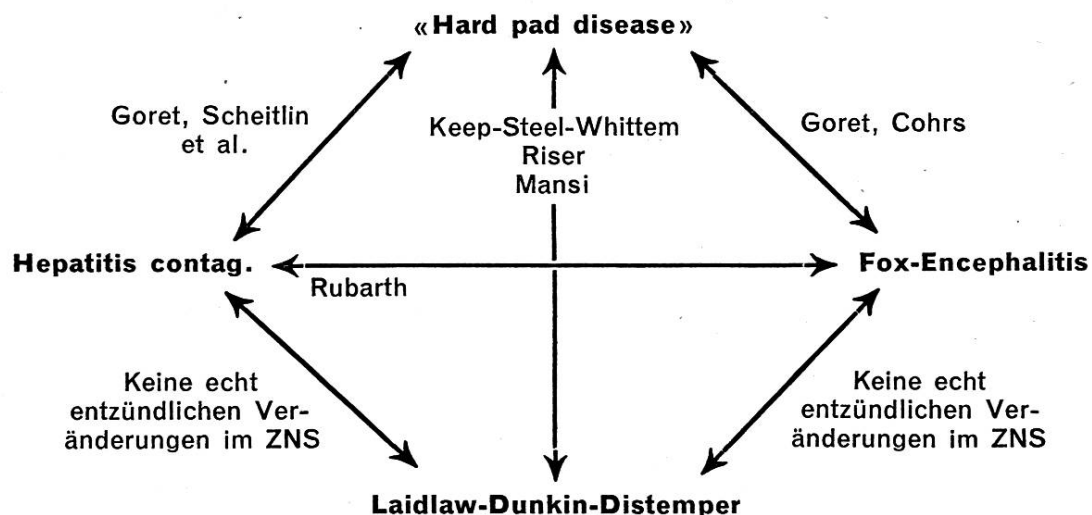 «Hard pad disease»
Goret, Scheitlin
et al.
Keep-Steel-Whittem
Riser
Mansi
Goret, Cohrs
Hepatitis contag.
Fox-Encephalitis
Rubarth
Keine echt
entzündlichen Ver-
änderungen im ZNS
Keine echt
entzündlichen Ver-
änderungen im ZNS
Laidlaw-Dunkin-Distemper